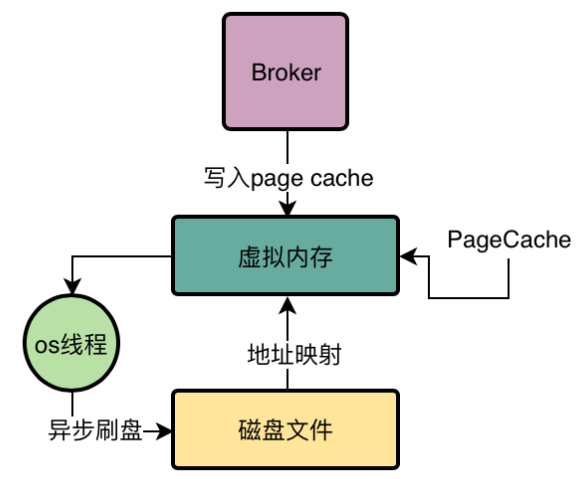 Broker
写入page cache
虚拟内存
PageCache
os线程
地址映射
异步刷盘
磁盘文件